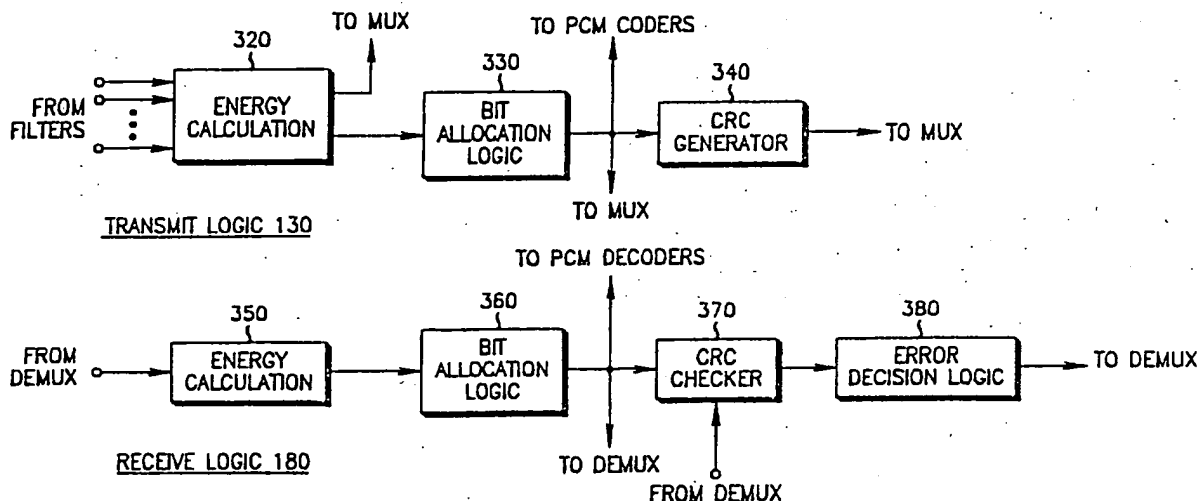 TO MUX
TO PCM CODERS
320
330
340
FROM
FILTERS
ENERGY
CALCULATION
BIT
ALLOCATION
LOGIC
CRC
GENERATOR
TO MUX
TO MUX
TRANSMIT LOGIC 130
TO PCM DECODERS
350
360
370
380
FROM
DEMUX
ENERGY
CALCULATION
BIT
ALLOCATION
LOGIC
CRC
CHECKER
ERROR
DECISION LOGIC
TO DEMUX
RECEIVE LOGIC 180
TO DEMUX
FROM DEMUX